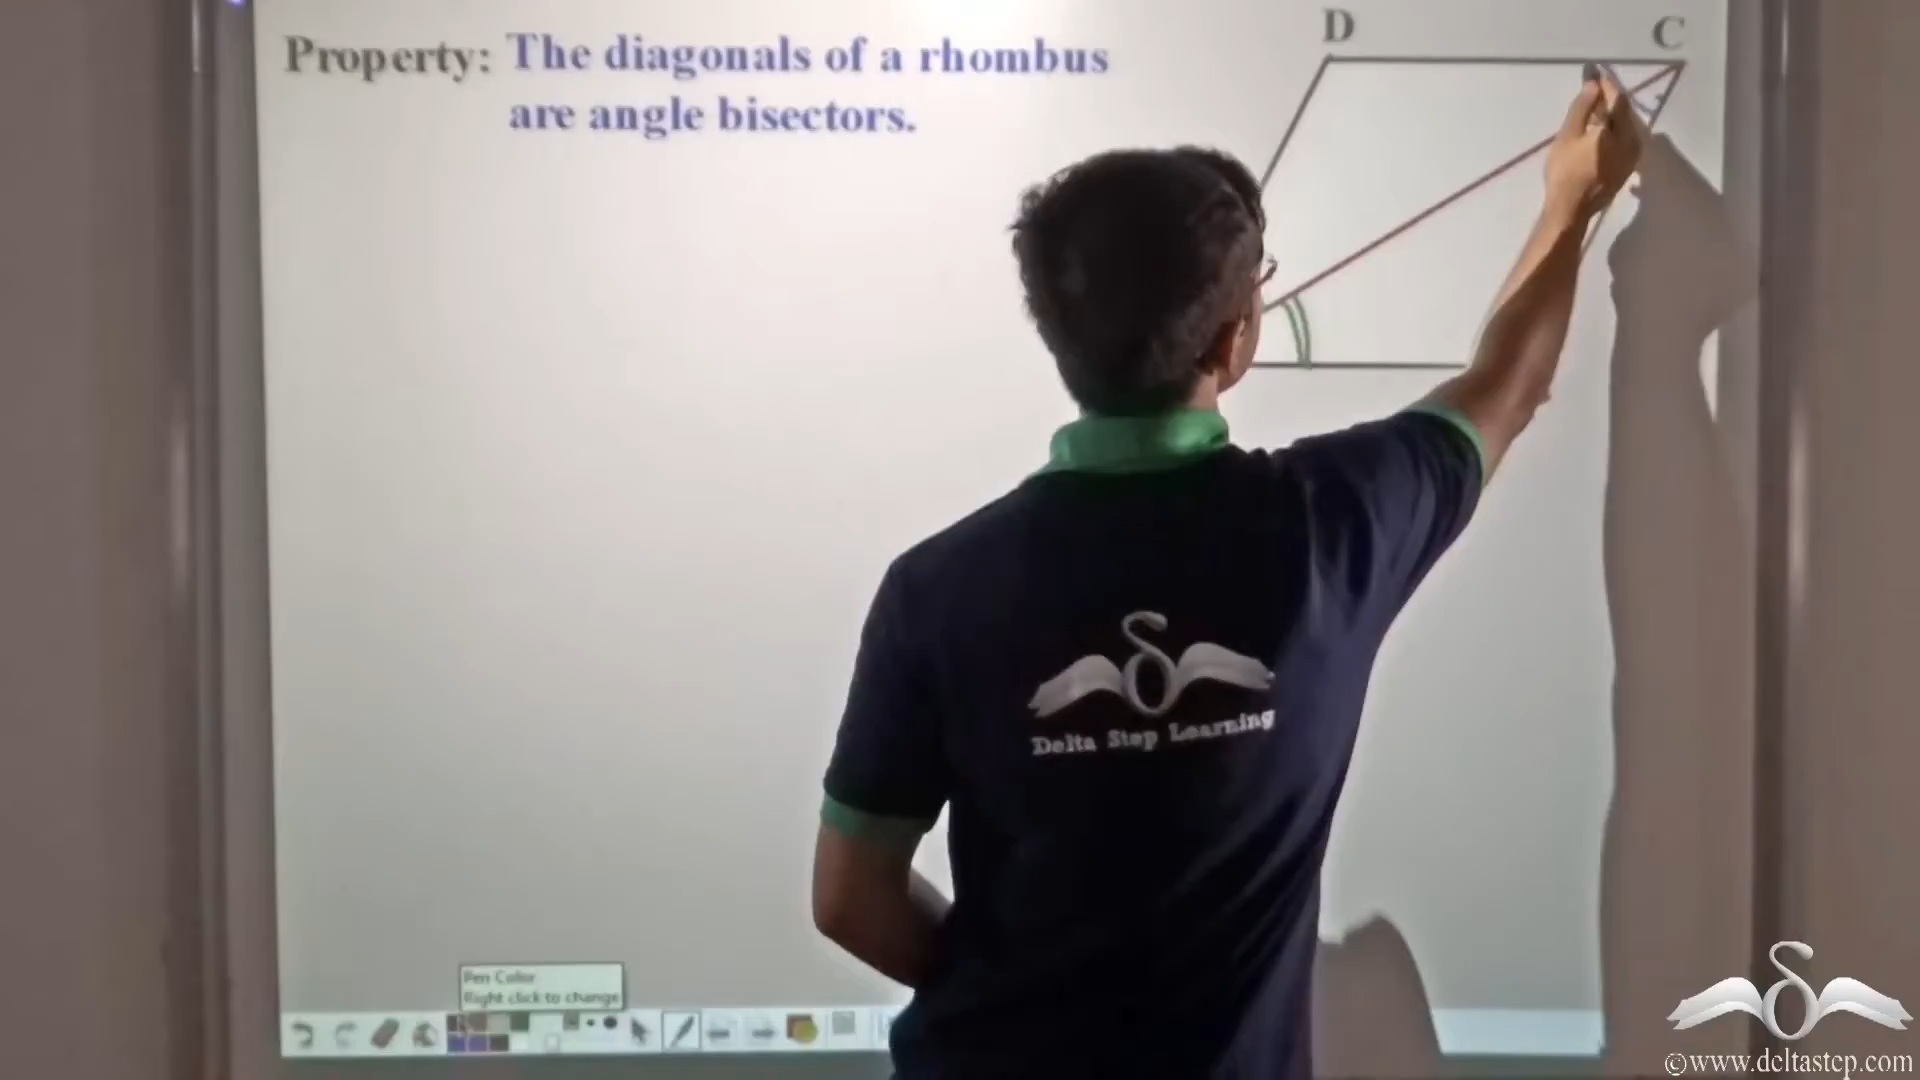 Property: The diagonals of a rhombus
are angle bisectors.
D
C
Delta Step Learning
Pen Color
Right click to change
©www.deltastep.com